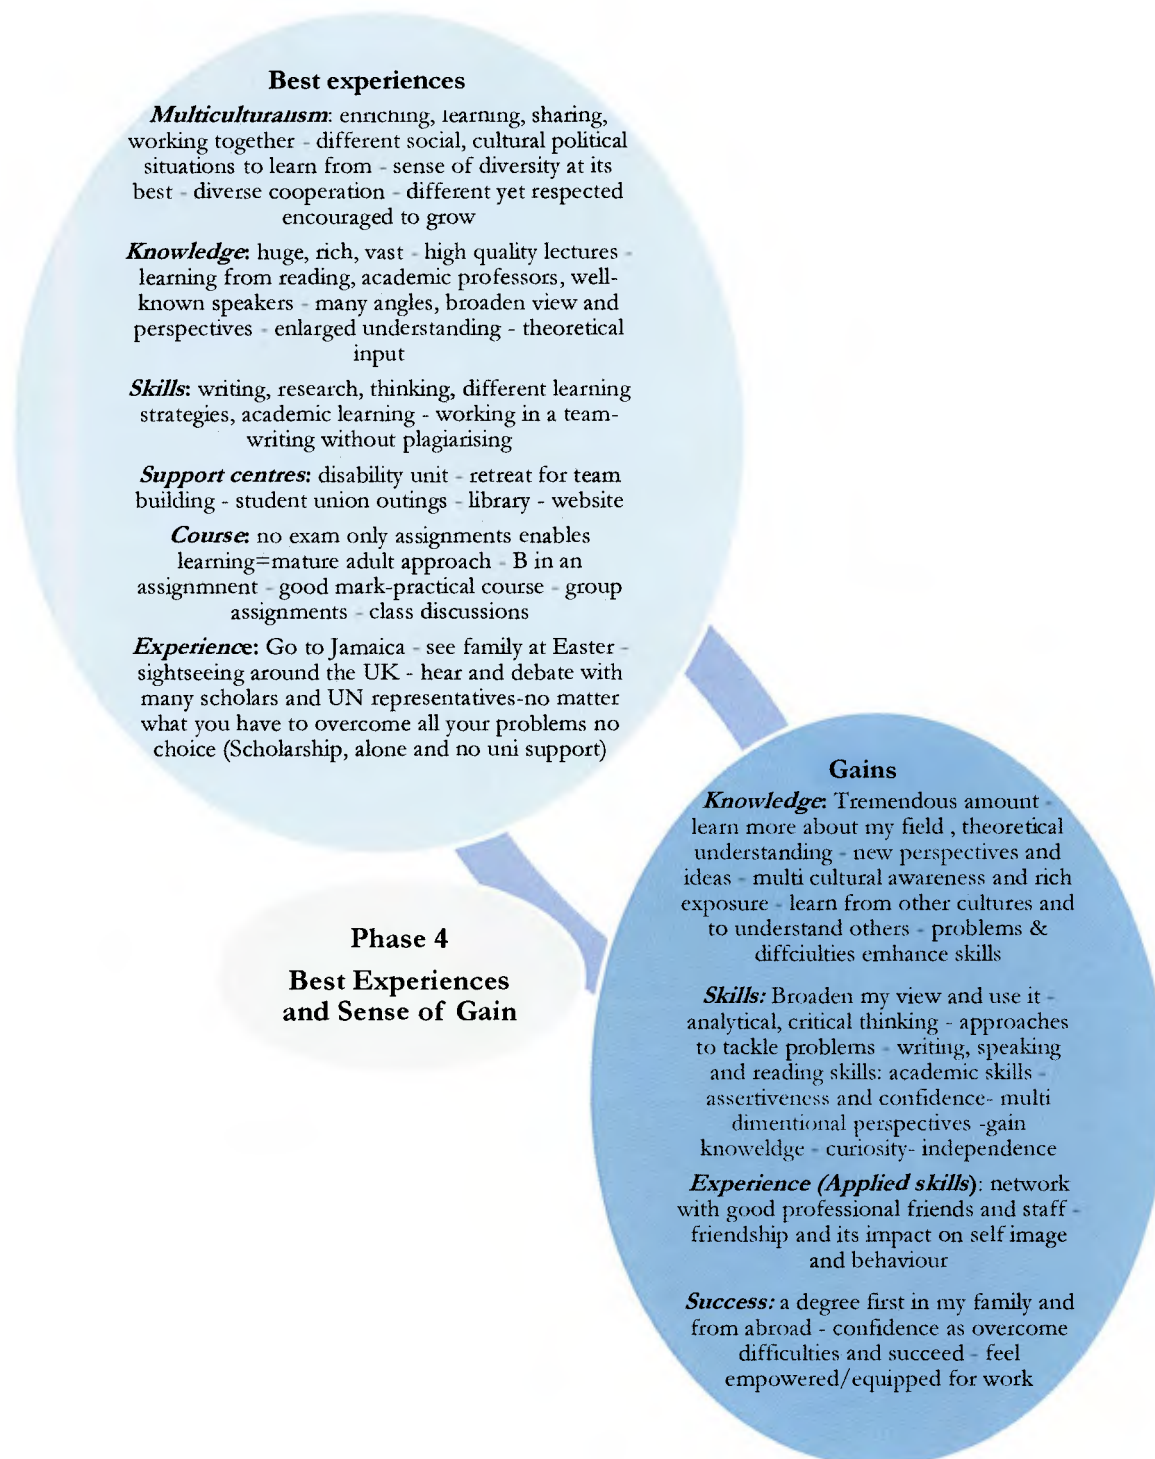 Best experiences
Multiculturalism: enriching, learning, sharing,
working together - different social, cultural political
situations to learn from - sense of diversity at its
best - diverse cooperation - different yet respected
encouraged to grow
Knowledge: huge, rich, vast - high quality lectures -
learning from reading, academic professors, well-
known speakers - many angles, broaden view and
perspectives - enlarged understanding - theoretical
input
Skills: writing, research, thinking, different learning
strategies, academic learning - working in a team-
writing without plagiarising
Support centres: disability unit - retreat for team
building - student union outings - library - website
Course: no exam only assignments enables
learning=mature adult approach - B in an
assignmnent - good mark-practical course - group
assignments - class discussions
Experience: Go to Jamaica - see family at Easter -
sightseeing around the UK - hear and debate with
many scholars and UN representatives-no matter
what you have to overcome all your problems no
choice (Scholarship, alone and no uni support)
Phase 4
Best Experiences
and Sense of Gain
Gains
Knowledge: Tremendous amount -
learn more about my field , theoretical
understanding - new perspectives and
ideas - multi cultural awareness and rich
exposure - learn from other cultures and
to understand others - problems &
diffciulties emhance skills
Skills: Broaden my view and use it -
analytical, critical thinking - approaches
to tackle problems - writing, speaking
and reading skills: academic skills -
assertiveness and confidence- multi
dimentional perspectives -gain
knoweldge - curiosity- independence
Experience (Applied skills): network
with good professional friends and staff -
friendship and its impact on self image
and behaviour
Success: a degree first in my family and
from abroad - confidence as overcome
difficulties and succeed - feel
empowered/equipped for work